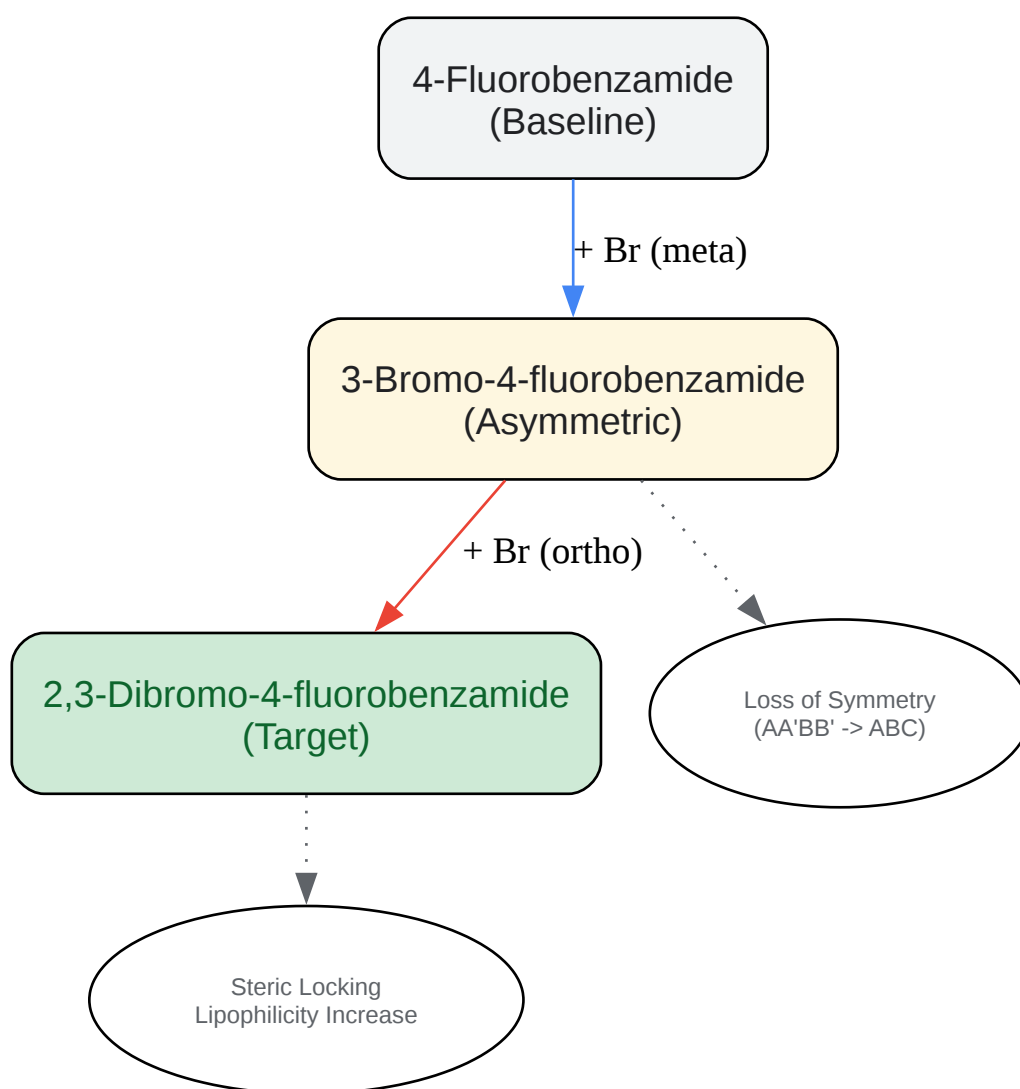 4-Fluorobenzamide
(Baseline)
+ Br (meta)
3-Bromo-4-fluorobenzamide
(Asymmetric)
+ Br (ortho)
2,3-Dibromo-4-fluorobenzamide
(Target)
Loss of Symmetry
(AA'BB' -> ABC)
Steric Locking
Lipophilicity Increase